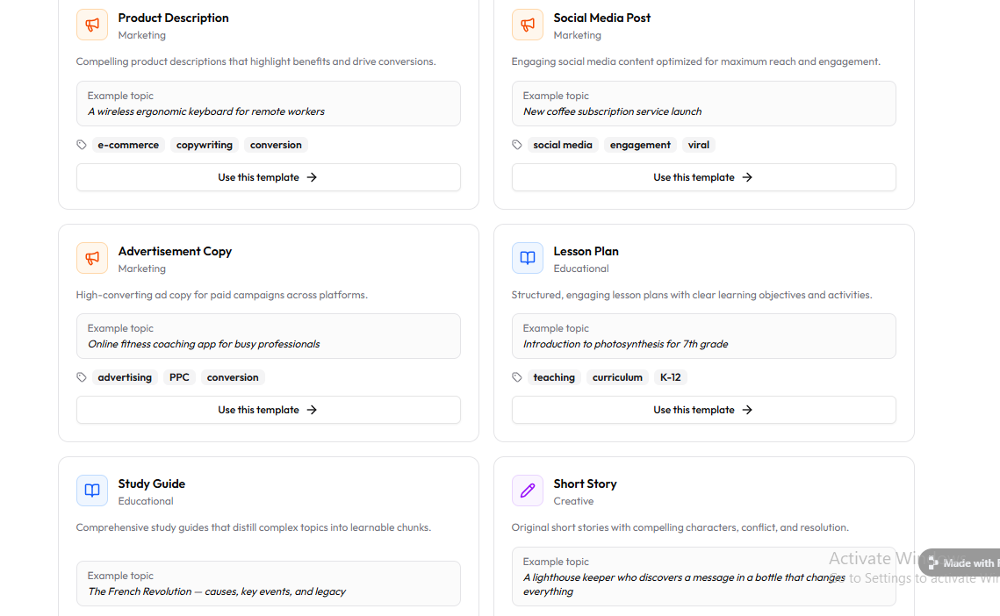 Product Description
Marketing
Compelling product descriptions that highlight benefits and drive conversions.
Example topic
A wireless ergonomic keyboard for remote workers
e-commerce copywriting conversion
Use this template →
Social Media Post
Marketing
Engaging social media content optimized for maximum reach and engagement.
Example topic
New coffee subscription service launch
social media engagement viral
Use this template →
Advertisement Copy
Marketing
High-converting ad copy for paid campaigns across platforms.
Example topic
Online fitness coaching app for busy professionals
advertising PPC conversion
Use this template →
Lesson Plan
Educational
Structured, engaging lesson plans with clear learning objectives and activities.
Example topic
Introduction to photosynthesis for 7th grade
teaching curriculum K-12
Use this template →
Study Guide
Educational
Comprehensive study guides that distill complex topics into learnable chunks.
Example topic
The French Revolution — causes, key events, and legacy
Short Story
Creative
Original short stories with compelling characters, conflict, and resolution.
Example topic
A lighthouse keeper who discovers a message in a bottle that changes
everything
Activate
Go to Settings to activate
Made with